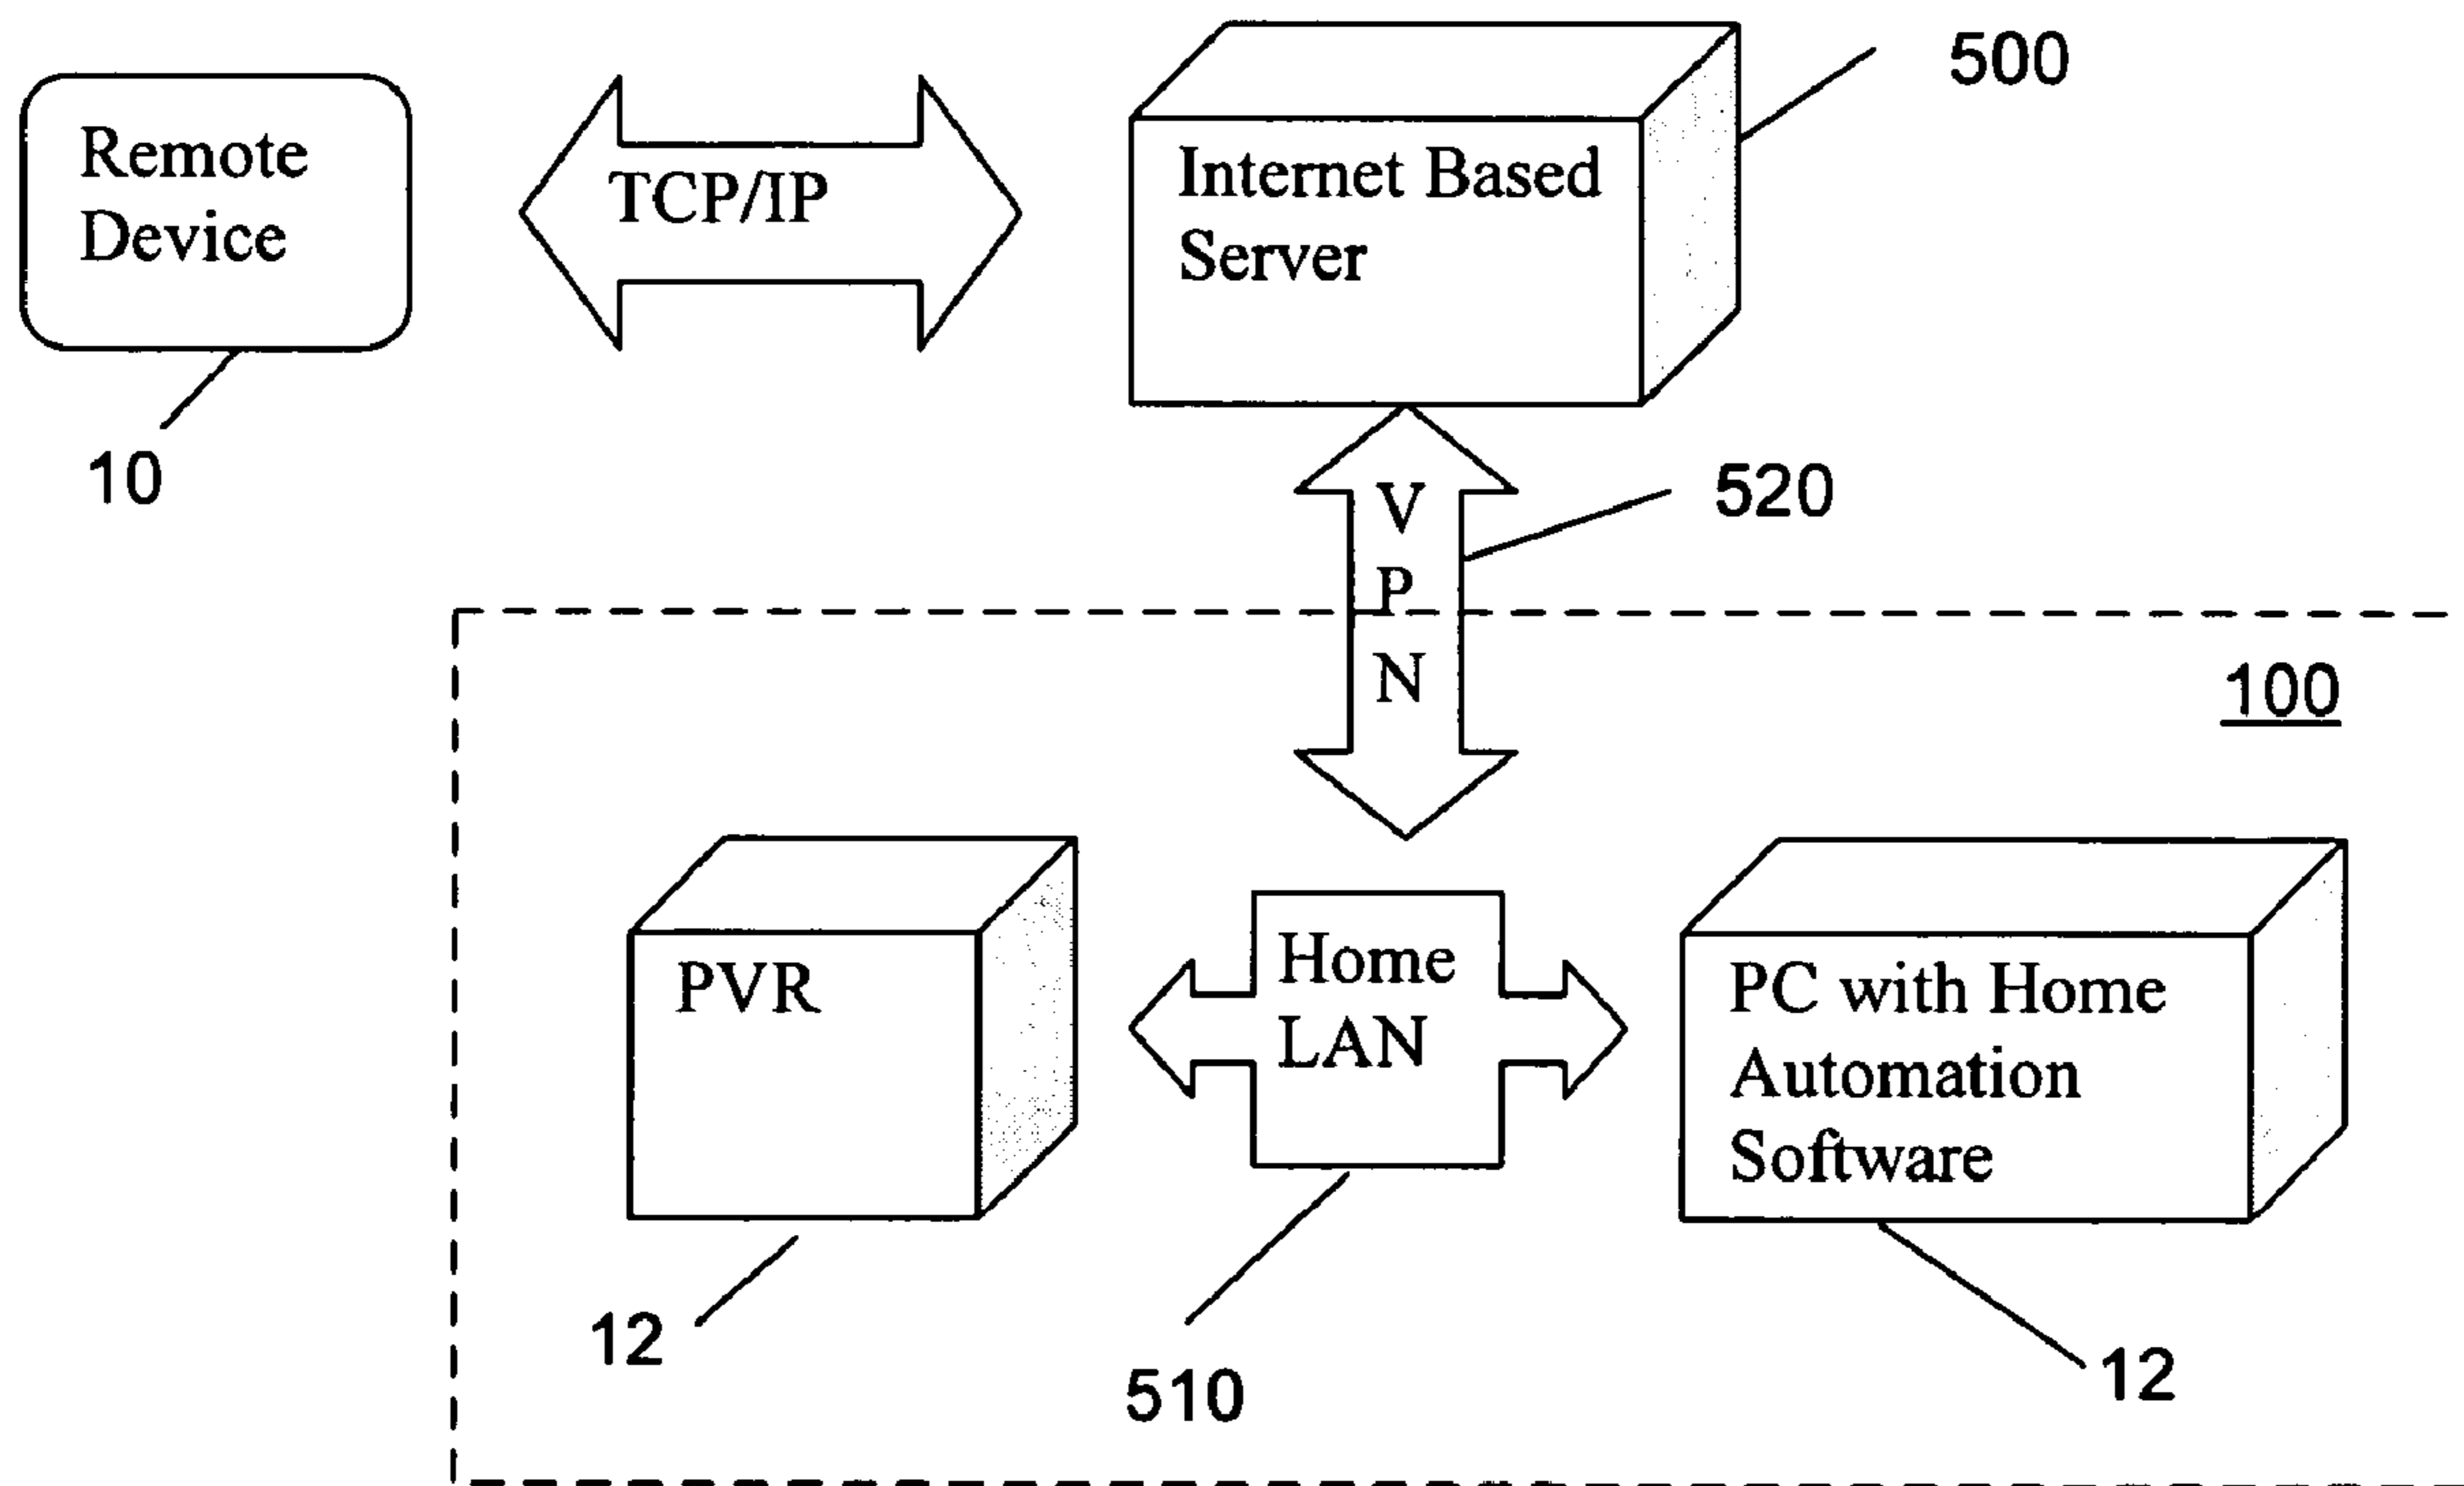 Remote
Device
10
TCP/IP
Internet Based
Server
500
V
P
N
520
100
PVR
12
Home
LAN
510
PC with Home
Automation
Software
12